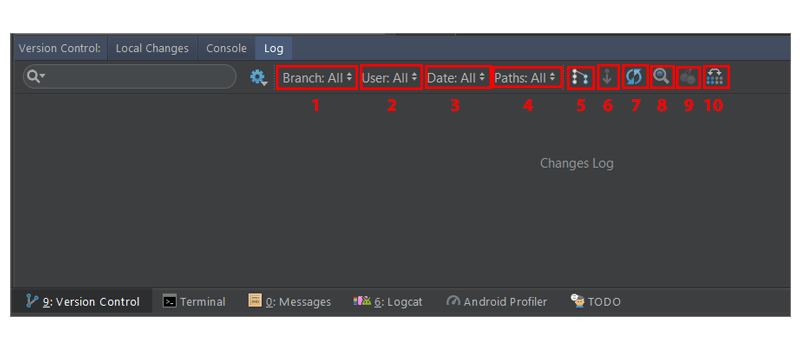 Version Control: Local Changes Console Log
Branch: All User: All Date: All Paths: All
1 2 3 4 5 6 7 8 9 10
Changes Log
9: Version Control Terminal 0: Messages 6: Logcat Android Profiler TODO